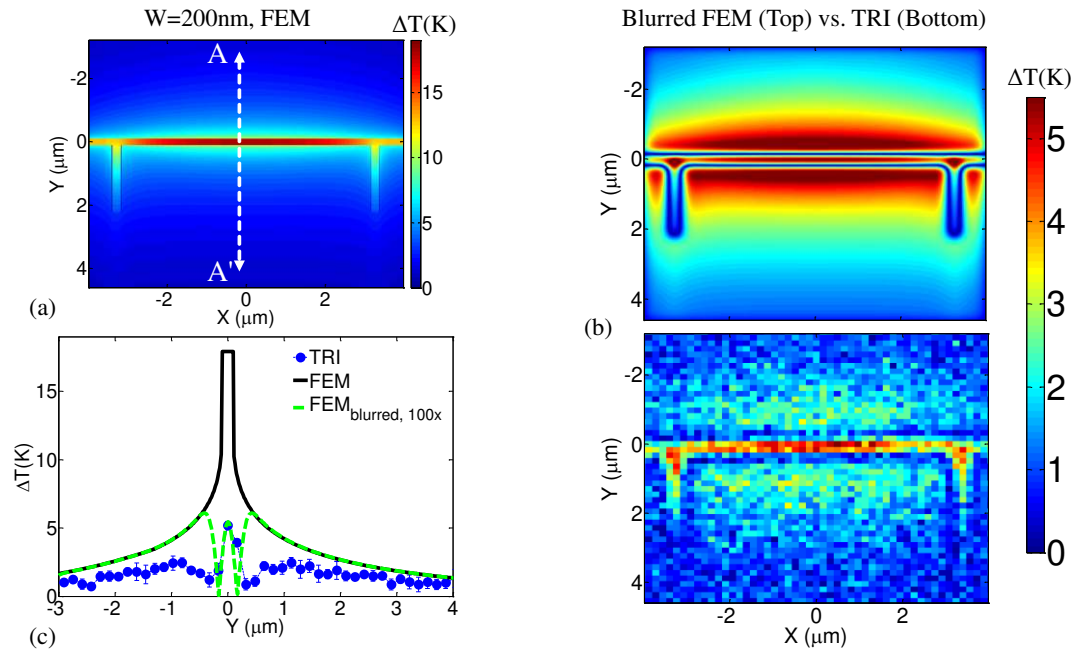 W=200nm, FEM
ΔT(K)
A
A'
-2
0
2
4
Y (μm)
-2 0 2
X (μm)
15
10
5
0
(a)
Blurred FEM (Top) vs. TRI (Bottom)
-2
0
2
4
Y (μm)
(b)
-2
0
2
4
Y (μm)
-2 0 2
X (μm)
ΔT(K)
5
4
3
2
1
0
TRI
FEM
FEM blurred, 100x
15
10
5
0
ΔT(K)
-3 -2 -1 0 1 2 3 4
Y (μm)
(c)